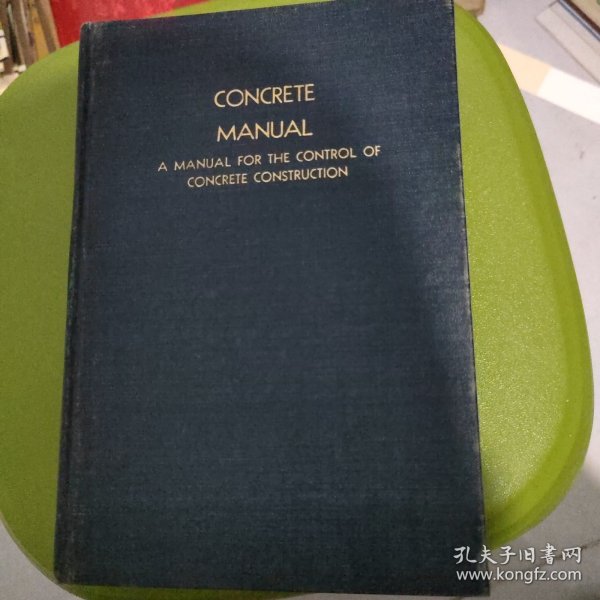 CONCRETE
MANUAL
A MANUAL FOR THE CONTROL OF
CONCRETE CONSTRUCTION
孔夫子旧书网
www.kongfz.com